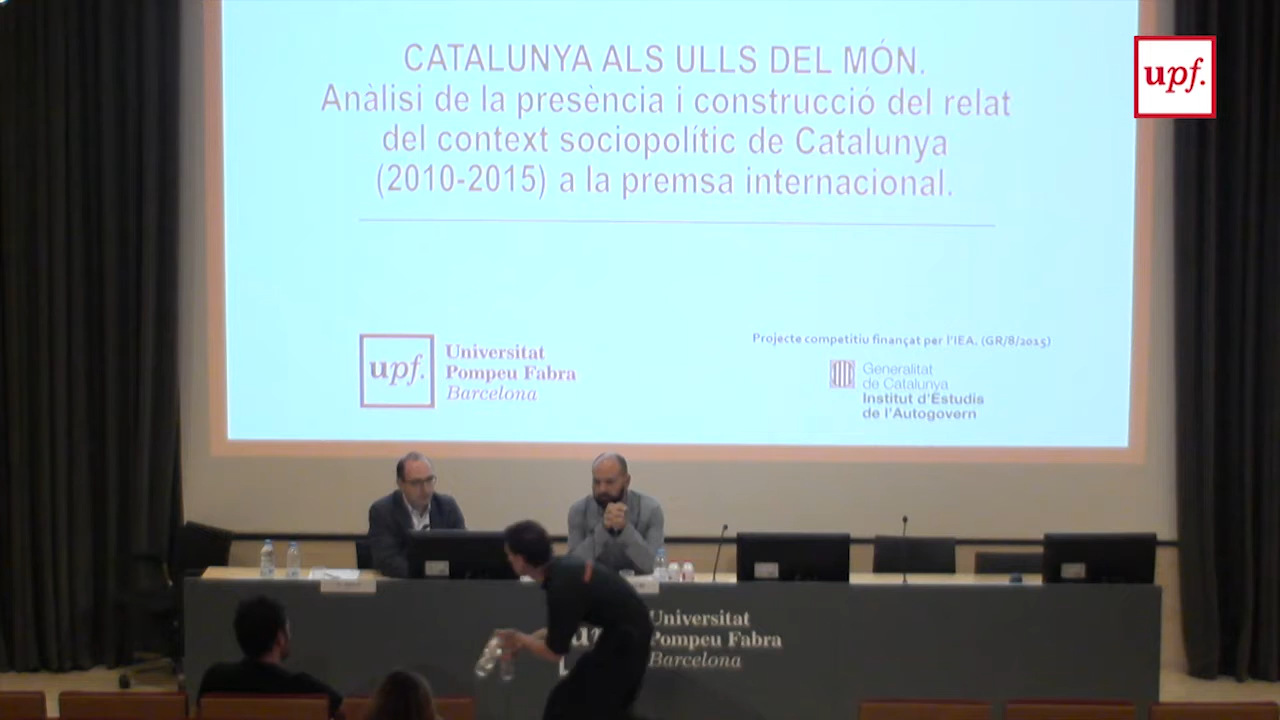 CATALUNYA ALS ULLS DEL MÓN.
Anàlisi de la presència i construcció del relat
del context sociopolític de Catalunya
(2010-2015) a la premsa internacional.
upf.
upf.
Universitat
Pompeu Fabra
Barcelona
Projecte competitiu finançat per l'IEA. (GR/8/2015)
Generalitat
de Catalunya
Institut d'Estudis
de l'Autogovern
Universitat
Pompeu Fabra
Barcelona